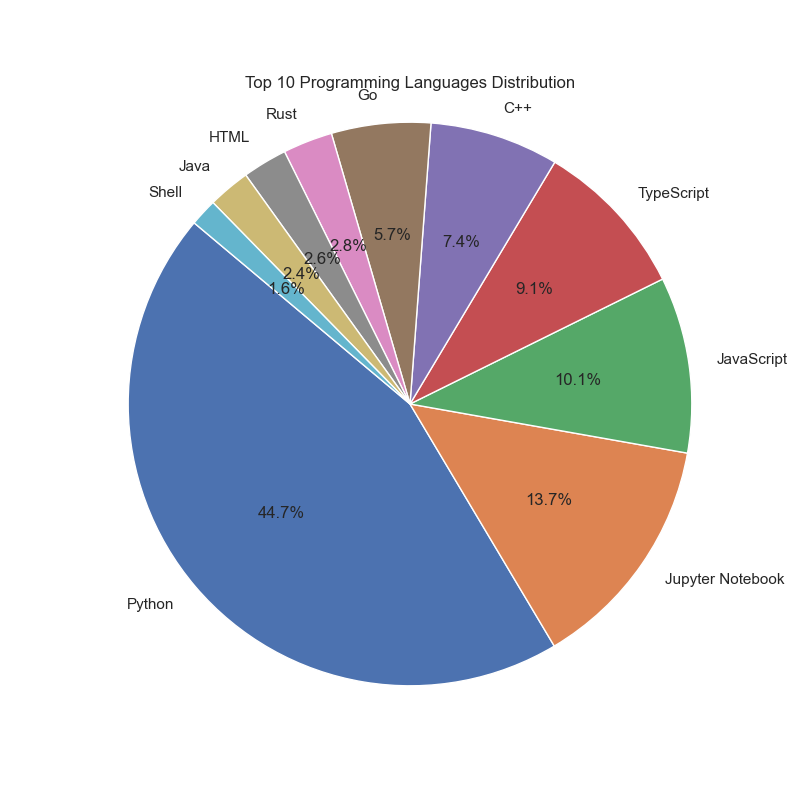 Top 10 Programming Languages Distribution
Go
C++
Rust
HTML
Java
Shell
TypeScript
JavaScript
Jupyter Notebook
Python
5.7%
7.4%
2.8%
2.6%
2.4%
1.6%
9.1%
10.1%
13.7%
44.7%